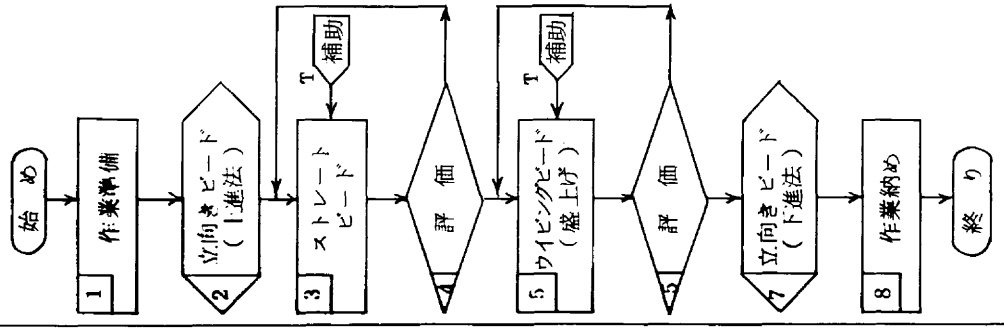 始め
1
作業準備
2
立向きビード
(上進法)
3
ストレート
ビード
T
補助
4
評価
5
ウイビングビード
(盛上げ)
T
補助
5
評価
7
立向きビード
(下進法)
8
作業納め
終り